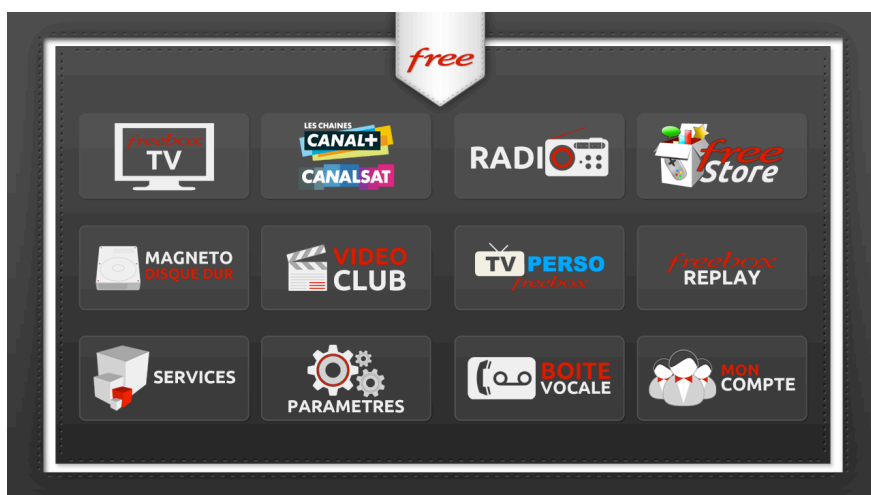 free
freebox
TV
LES CHAINES
CANAL+
CANALSAT
RADIO
free
Store
MAGNETO
DISQUE DUR
VIDEO
CLUB
TV PERSO
freebox
freebox
REPLAY
SERVICES
PARAMETRES
BOITE
VOCALE
MON
COMPTE